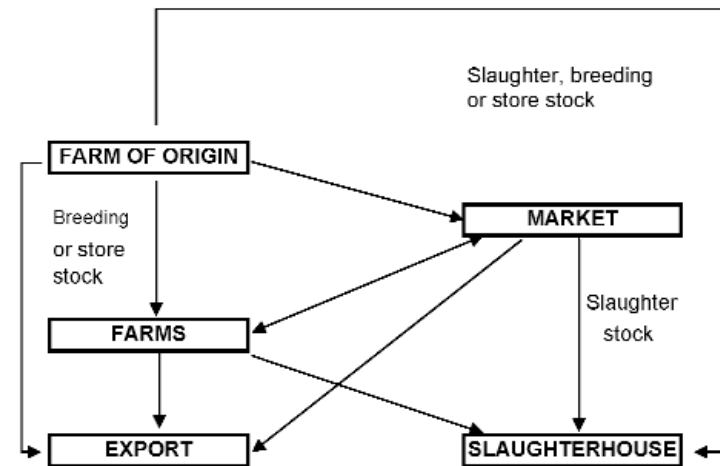 Slaughter, breeding
or store stock
FARM OF ORIGIN
Breeding
or store
stock
MARKET
Slaughter
stock
FARMS
EXPORT
SLAUGHTERHOUSE